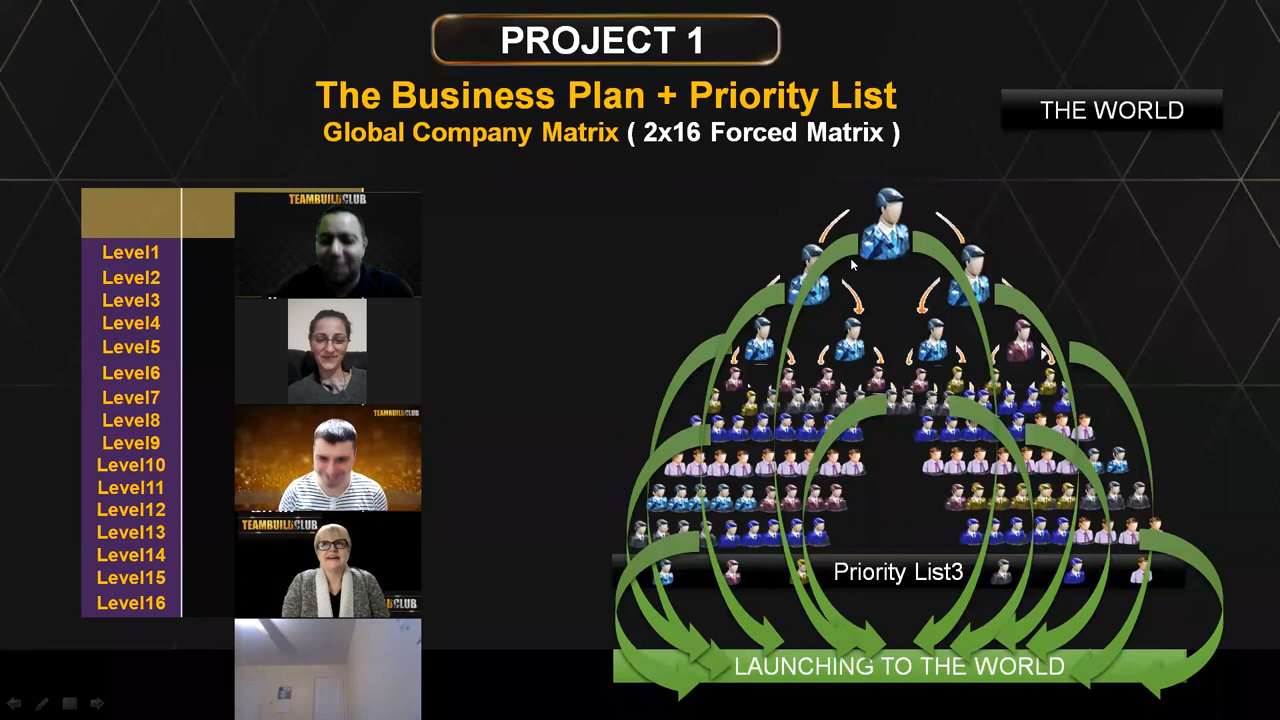 PROJECT 1
The Business Plan + Priority List
Global Company Matrix ( 2x16 Forced Matrix )
THE WORLD
TEAMBUILDCLUB
Level1
Level2
Level3
Level4
Level5
Level6
Level7
Level8
Level9
Level10
Level11
Level12
Level13
Level14
Level15
Level16
TEAMBUILDCLUB
TEAMBUILDCLUB
CLUB
Priority List3
LAUNCHING TO THE WORLD